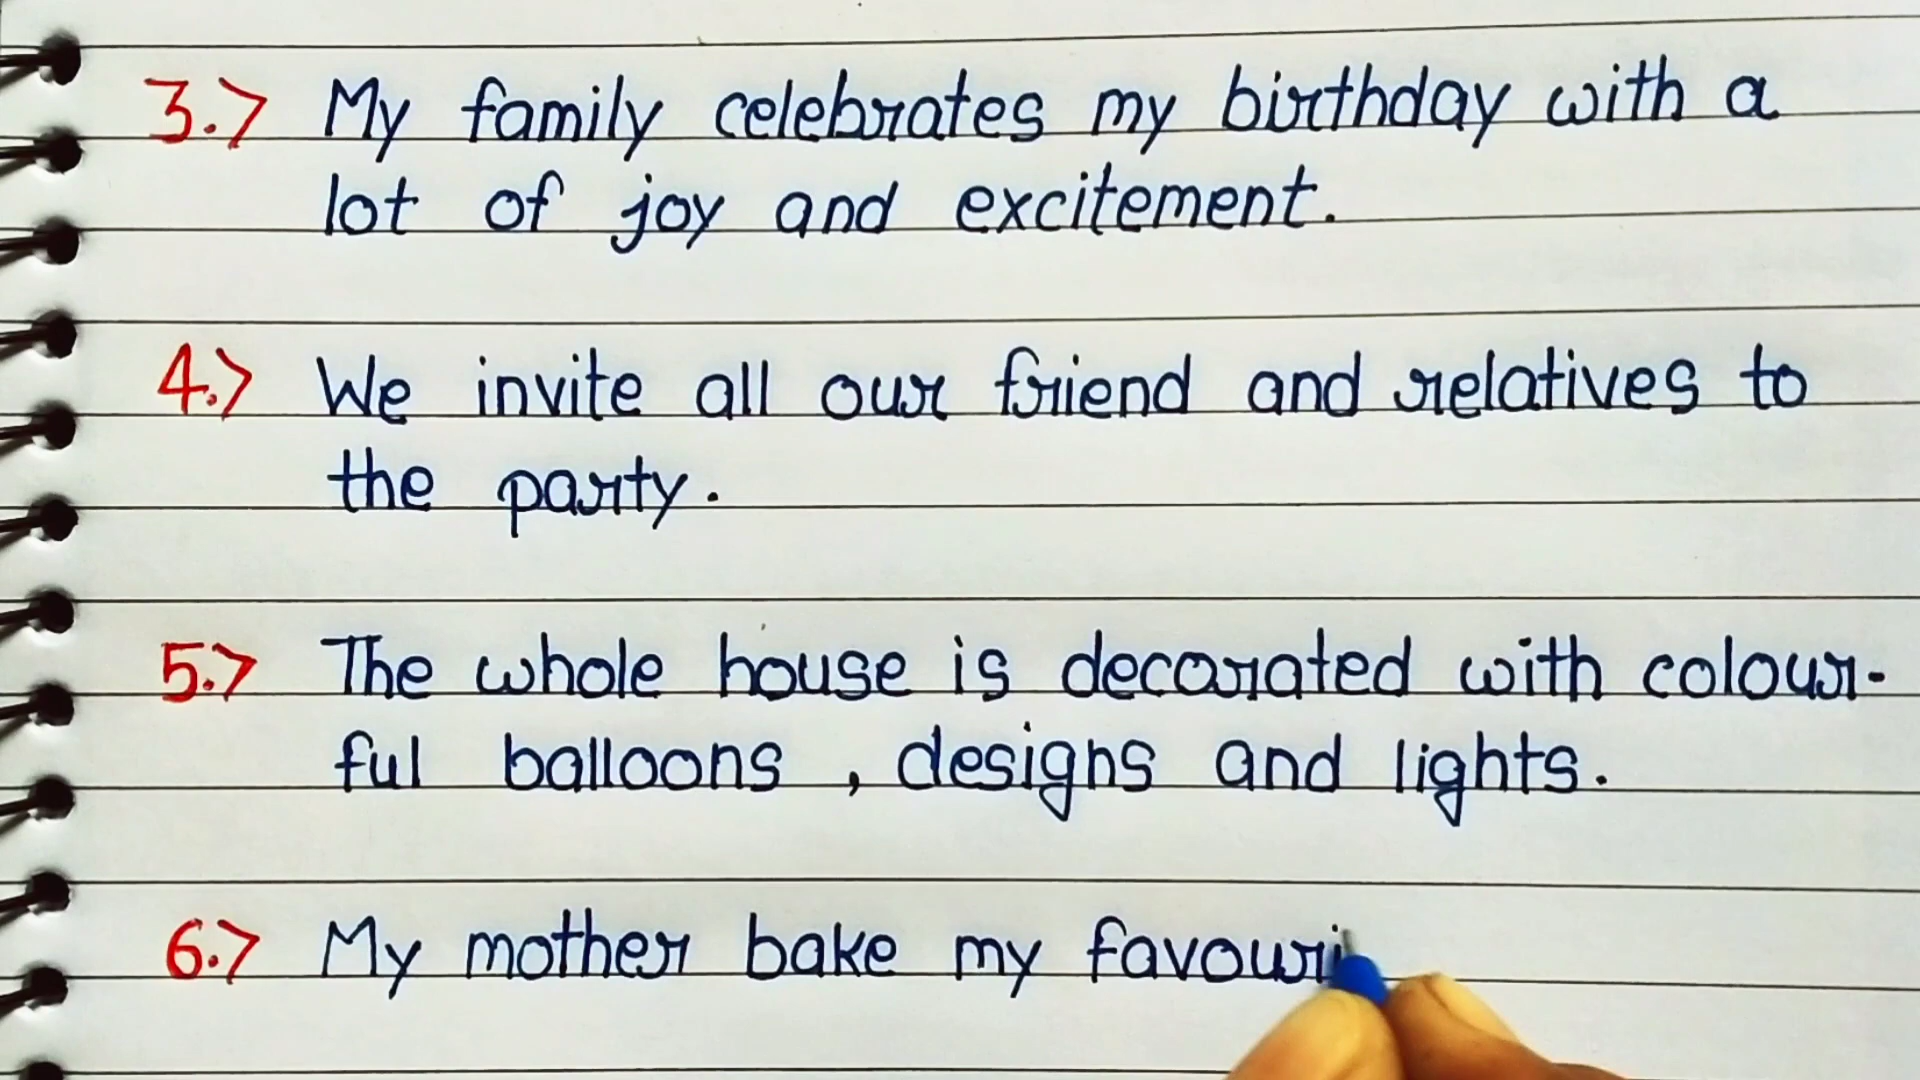 3.> My family celebrates my birthday with a
lot of joy and excitement.
4.> We invite all our friend and relatives to
the party.
5.> The whole house is decorated with colour-
ful balloons , designs and lights.
6.> My mother bake my favouri